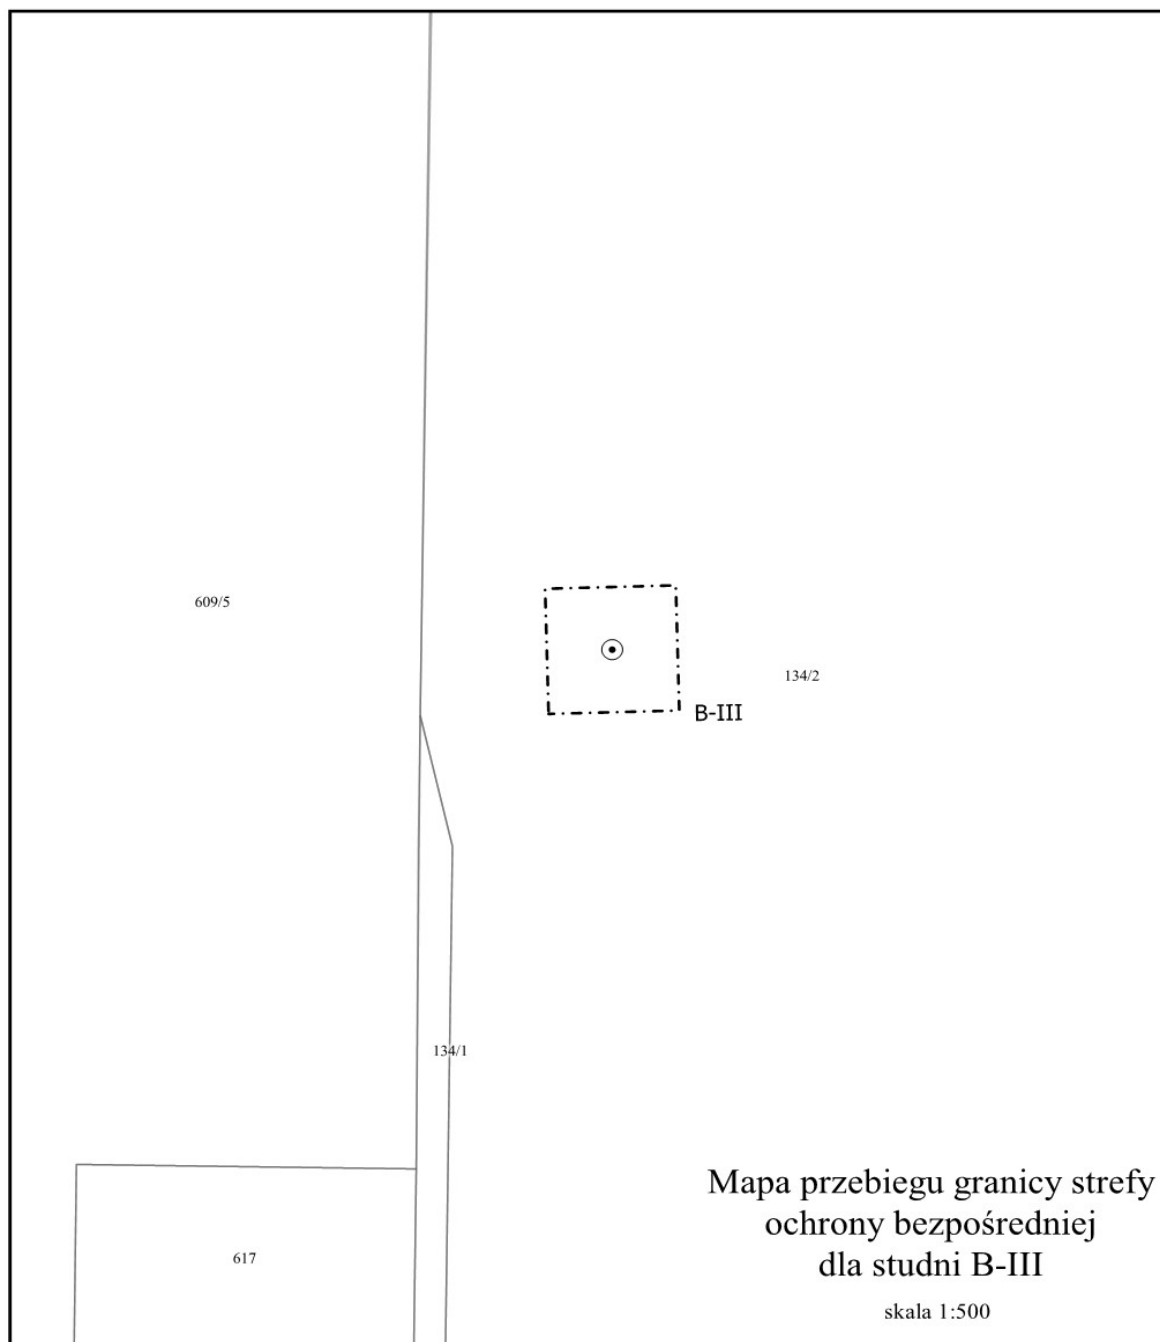 609/5
134/2
B-III
134/1
617
Mapa przebiegu granicy strefy
ochrony bezpośredniej
dla studni B-III
skala 1:500